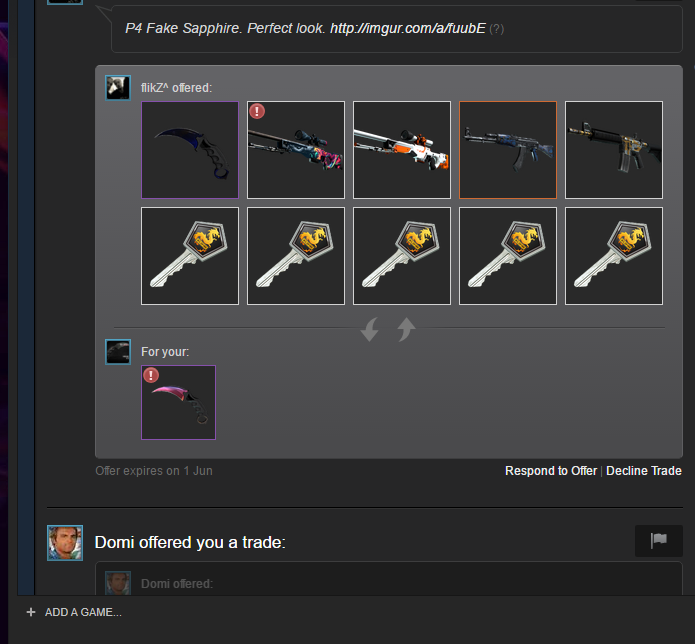 P4 Fake Sapphire. Perfect look. http://imgur.com/a/fuubE (?)
flikZ^ offered:
For your:
Offer expires on 1 Jun
Respond to Offer | Decline Trade
Domi offered you a trade:
Domi offered:
+ ADD A GAME...